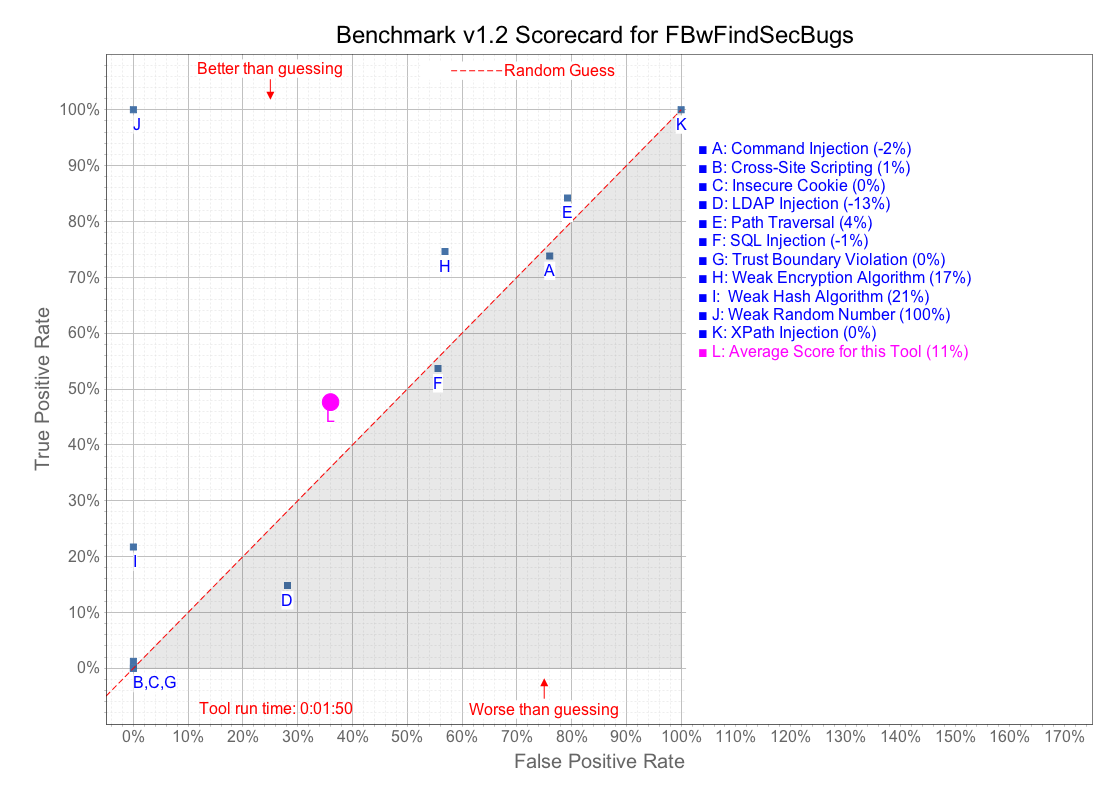 Benchmark v1.2 Scorecard for FBwFindSecBugs
Better than guessing
Random Guess
True Positive Rate
100%
90%
80%
70%
60%
50%
40%
30%
20%
10%
0%
J
K
E
H
A
F
L
I
D
B,C,G
A: Command Injection (-2%)
B: Cross-Site Scripting (1%)
C: Insecure Cookie (0%)
D: LDAP Injection (-13%)
E: Path Traversal (4%)
F: SQL Injection (-1%)
G: Trust Boundary Violation (0%)
H: Weak Encryption Algorithm (17%)
I: Weak Hash Algorithm (21%)
J: Weak Random Number (100%)
K: XPath Injection (0%)
L: Average Score for this Tool (11%)
Tool run time: 0:01:50
Worse than guessing
0% 10% 20% 30% 40% 50% 60% 70% 80% 90% 100% 110% 120% 130% 140% 150% 160% 170%
False Positive Rate